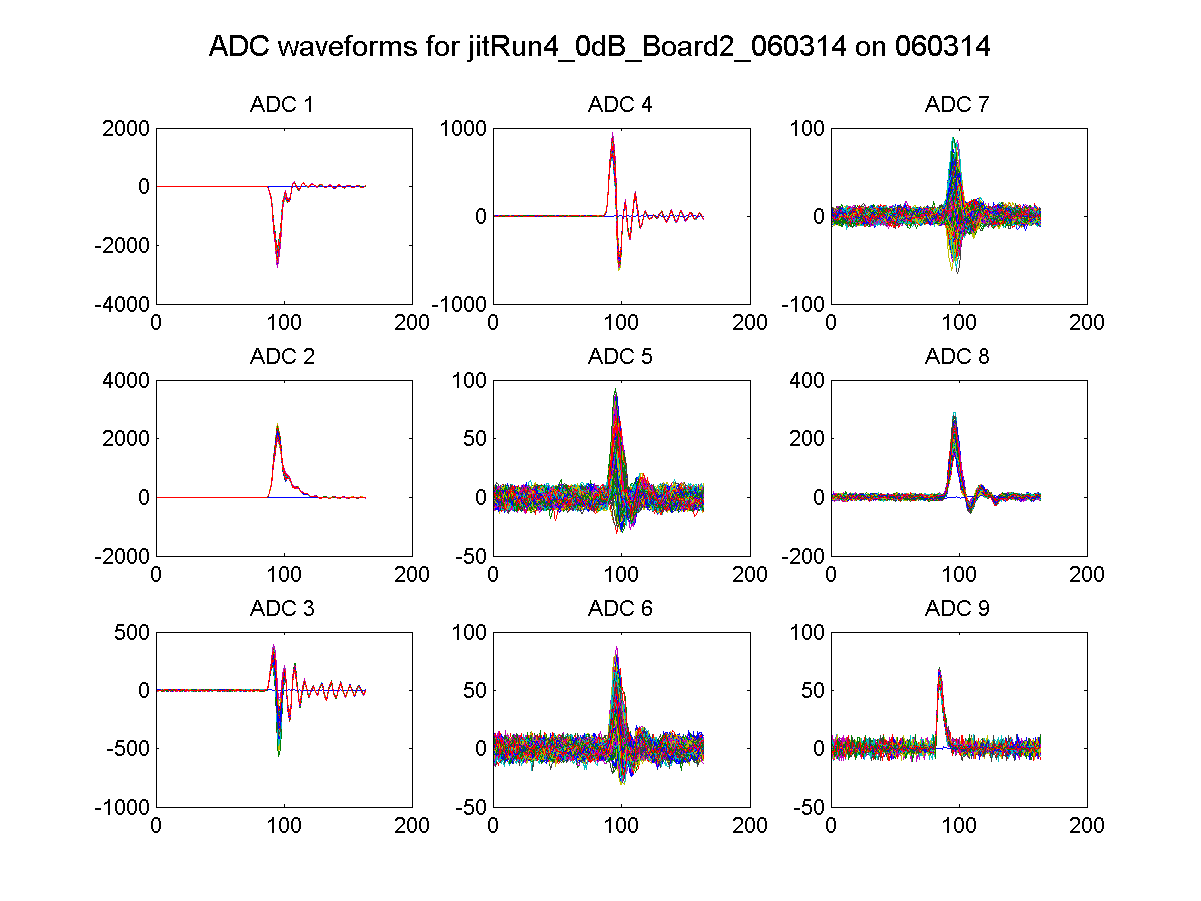 ADC waveforms for jitRun4_0dB_Board2_060314 on 060314
ADC 1
2000
0
-2000
-4000
0 100 200
ADC 4
1000
0
-1000
0 100 200
ADC 7
100
0
-100
0 100 200
ADC 2
4000
2000
0
-2000
0 100 200
ADC 5
100
50
0
-50
0 100 200
ADC 8
400
200
0
-200
0 100 200
ADC 3
500
0
-500
-1000
0 100 200
ADC 6
100
50
0
-50
0 100 200
ADC 9
100
50
0
-50
0 100 200